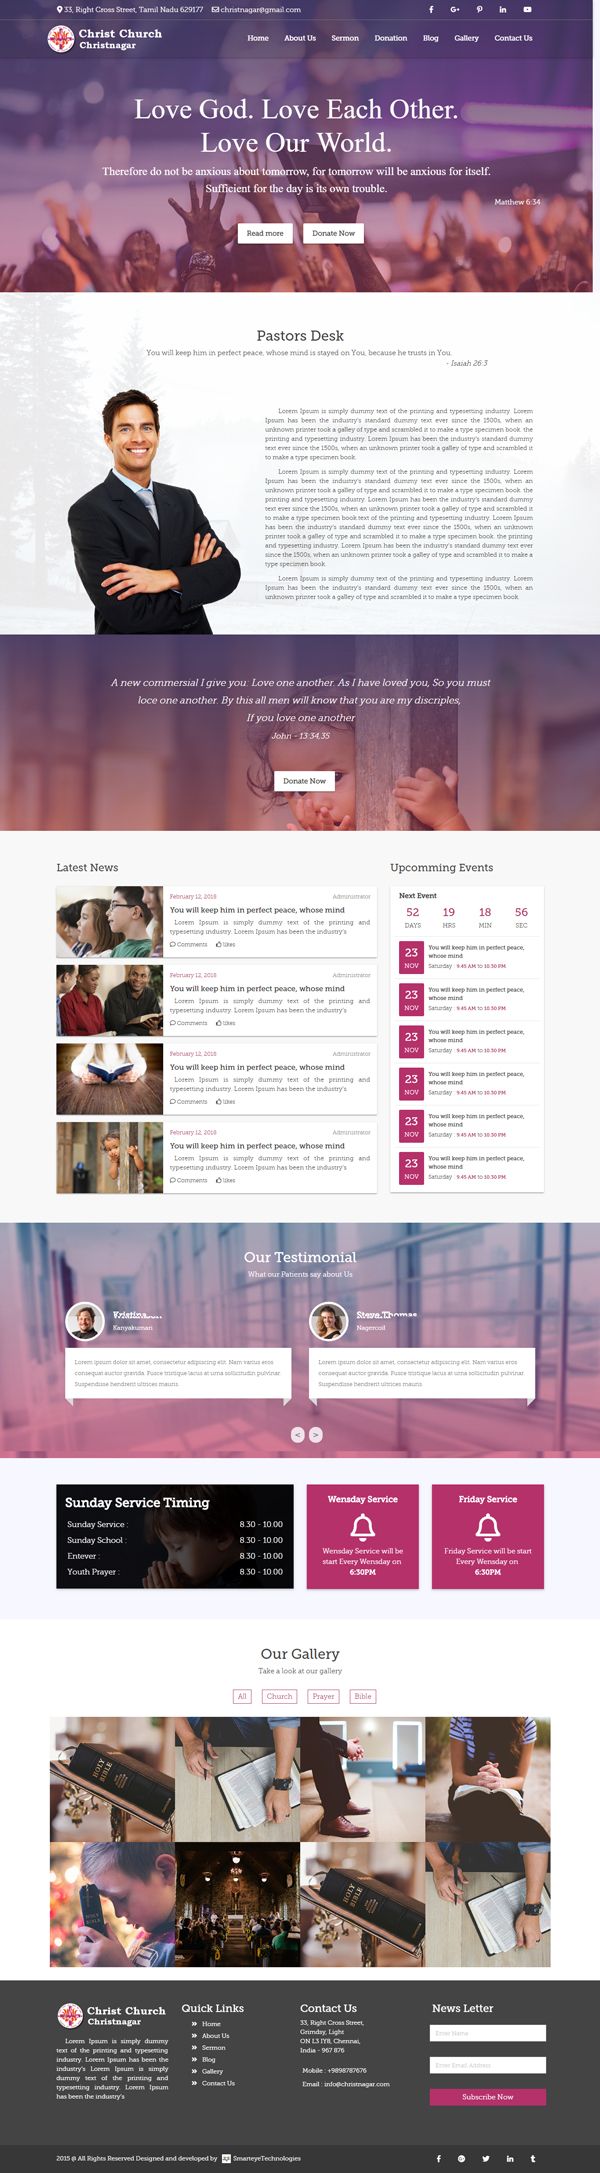 33, Right Cross Street, Tamil Nadu 629177 christnagar@gmail.com
Christ Church
Christnagar
Home About Us Sermon Donation Blog Gallery Contact Us
Love God. Love Each Other.
Love Our World.
Therefore do not be anxious about tomorrow, for tomorrow will be anxious for itself.
Sufficient for the day is its own trouble.
Matthew 6:34
Read more Donate Now
Pastors Desk
You will keep him in perfect peace, whose mind is stayed on You, because he trusts in You.
- Isaiah 26:3
Lorem Ipsum is simply dummy text of the printing and typesetting industry. Lorem
Ipsum has been the industry's standard dummy text ever since the 1500s, when an
unknown printer took a galley of type and scrambled it to make a type specimen book. the
printing and typesetting industry. Lorem Ipsum has been the industry's standard dummy
text ever since the 1500s, when an unknown printer took a galley of type and scrambled it
to make a type specimen book.
Lorem Ipsum is simply dummy text of the printing and typesetting industry. Lorem
Ipsum has been the industry's standard dummy text ever since the 1500s, when an
unknown printer took a galley of type and scrambled it to make a type specimen book. the
printing and typesetting industry. Lorem Ipsum has been the industry's standard dummy
text ever since the 1500s, when an unknown printer took a galley of type and scrambled it
to make a type specimen book.text of the printing and typesetting industry. Lorem Ipsum
has been the industry's standard dummy text ever since the 1500s, when an unknown
printer took a galley of type and scrambled it to make a type specimen book. the printing
and typesetting industry. Lorem Ipsum has been the industry's standard dummy text ever
since the 1500s, when an unknown printer took a galley of type and scrambled it to make a
type specimen book.
Lorem Ipsum is simply dummy text of the printing and typesetting industry. Lorem
Ipsum has been the industry's standard dummy text ever since the 1500s, when an
unknown printer took a galley of type and scrambled it to make a type specimen book.
A new commersial I give you: Love one another. As I have loved you, So you must
loce one another. By this all men will know that you are my discriples,
If you love one another
John - 13:34,35
Donate Now
Latest News
February 12, 2018 Administrator
You will keep him in perfect peace, whose mind
Lorem Ipsum is simply dummy text of the printing and
typesetting industry. Lorem Ipsum has been the industry's
Comments likes
February 12, 2018 Administrator
You will keep him in perfect peace, whose mind
Lorem Ipsum is simply dummy text of the printing and
typesetting industry. Lorem Ipsum has been the industry's
Comments likes
February 12, 2018 Administrator
You will keep him in perfect peace, whose mind
Lorem Ipsum is simply dummy text of the printing and
typesetting industry. Lorem Ipsum has been the industry's
Comments likes
February 12, 2018 Administrator
You will keep him in perfect peace, whose mind
Lorem Ipsum is simply dummy text of the printing and
typesetting industry. Lorem Ipsum has been the industry's
Comments likes
Upcomming Events
Next Event
52 19 18 56
DAYS HRS MIN SEC
23 NOV
You will keep him in perfect peace,
whose mind
Saturday : 9.45 AM to 10.30 PM
23 NOV
You will keep him in perfect peace,
whose mind
Saturday : 9.45 AM to 10.30 PM
23 NOV
You will keep him in perfect peace,
whose mind
Saturday : 9.45 AM to 10.30 PM
23 NOV
You will keep him in perfect peace,
whose mind
Saturday : 9.45 AM to 10.30 PM
23 NOV
You will keep him in perfect peace,
whose mind
Saturday : 9.45 AM to 10.30 PM
23 NOV
You will keep him in perfect peace,
whose mind
Saturday : 9.45 AM to 10.30 PM
Our Testimonial
What our Patients say about Us
Kanyakumari
Lorem ipsum dolor sit amet, consectetur adipiscing elit. Nam varius eros
consequat auctor gravida. Fusce tristique lacus at urna sollicitudin pulvinar.
Suspendisse hendrerit ultrices mauris.
Steve Thomas
Nagercoil
Lorem ipsum dolor sit amet, consectetur adipiscing elit. Nam varius eros
consequat auctor gravida. Fusce tristique lacus at urna sollicitudin pulvinar.
Suspendisse hendrerit ultrices mauris.
< >
Sunday Service Timing
Sunday Service : 8.30 - 10.00
Sunday School : 8.30 - 10.00
Entever : 8.30 - 10.00
Youth Prayer : 8.30 - 10.00
Wensday Service
Wensday Service will be
start Every Wensday on
6:30PM
Friday Service
Friday Service will be start
Every Wensday on
6:30PM
Our Gallery
Take a look at our gallery
All Church Prayer Bible
HOLY BIBLE
HOLY BIBLE
HOLY BIBLE
Christ Church
Christnagar
Lorem Ipsum is simply dummy
text of the printing and typesetting
industry. Lorem Ipsum has been the
industry's Lorem Ipsum is simply
dummy text of the printing and
typesetting industry. Lorem Ipsum
has been the industry's
Quick Links
Home
About Us
Sermon
Blog
Gallery
Contact Us
Contact Us
33, Right Cross Street,
Grimdsy, Light
ON L3 IY8, Chennai,
India - 967 876
Mobile : +9898787676
Email : info@christnagar.com
News Letter
Enter Name
Enter Email Address
Subscribe Now
2015 @ All Rights Reserved Designed and developed by SmarteyeTechnologies